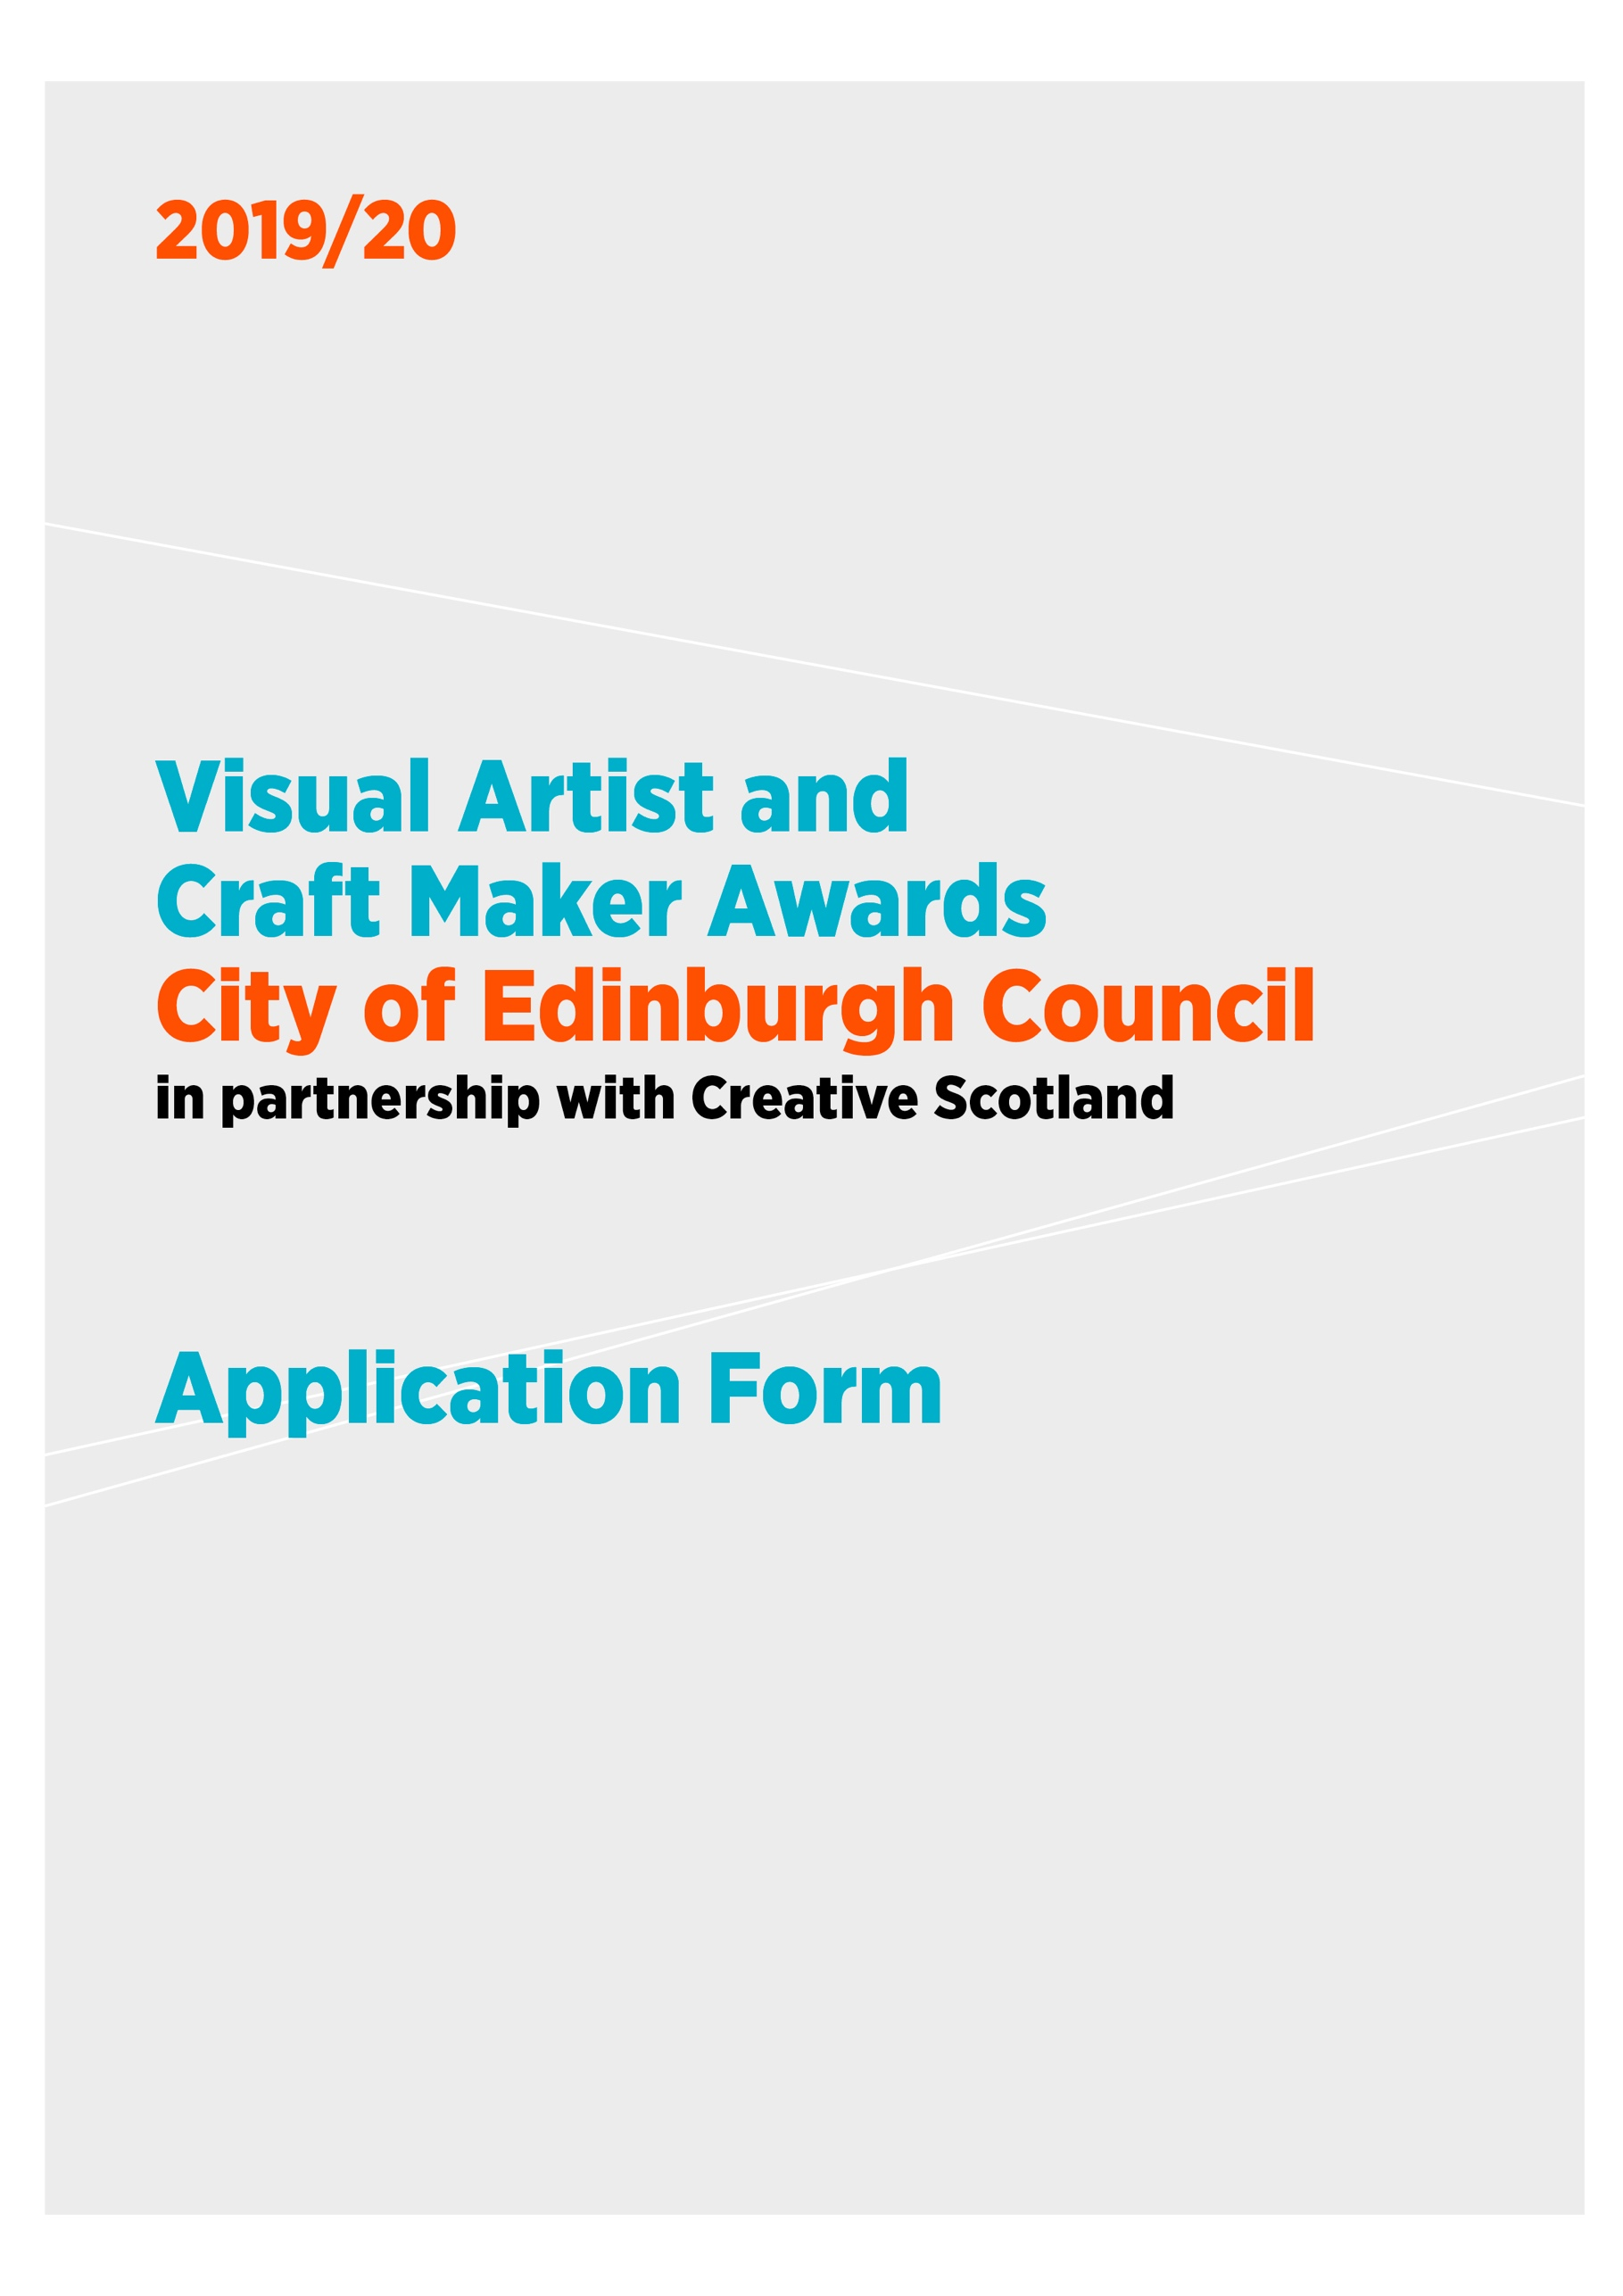 2019/20
Visual Artist and
Craft Maker Awards
City of Edinburgh Council
in partnership with Creative Scotland
Application Form